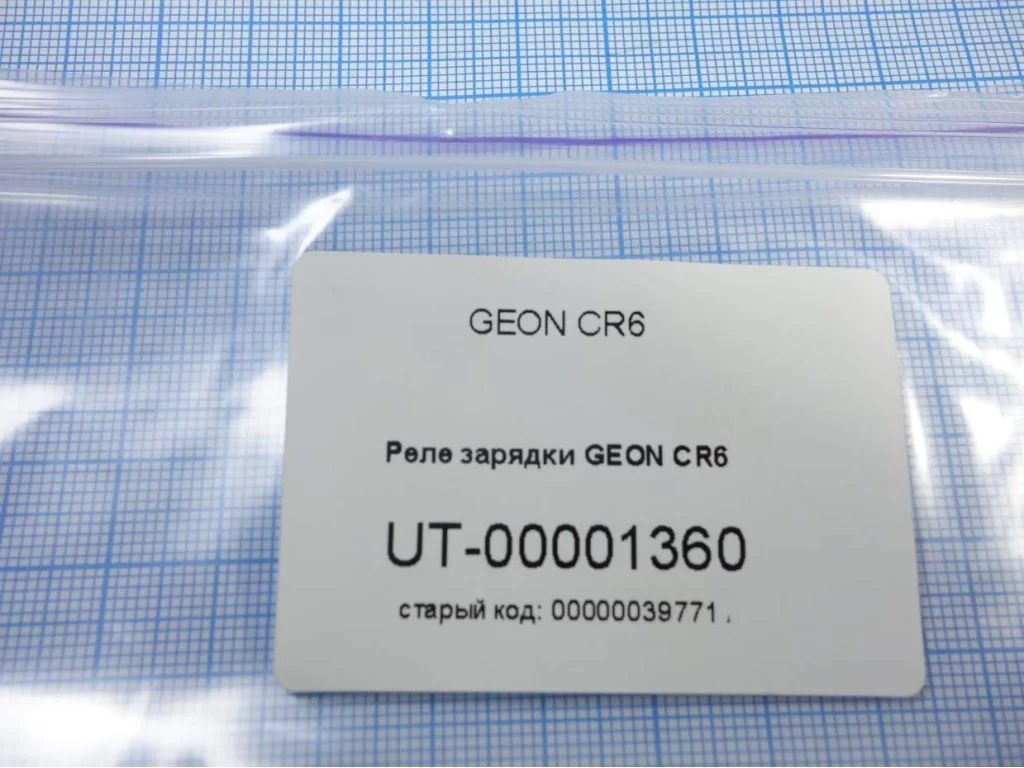 GEON CR6
Реле зарядки GEON CR6
UT-00001360
старый код: 00000039771 ,